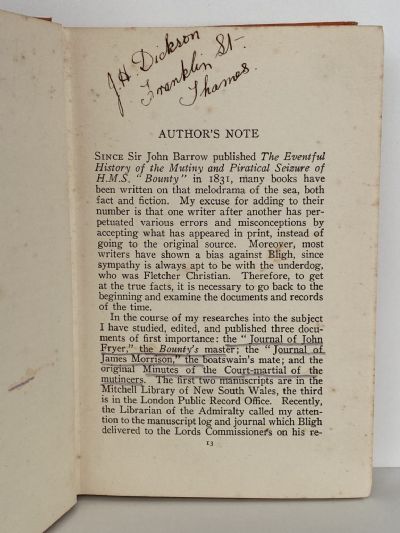 J.H. Dickson
Franklin St.
Thames.
AUTHOR'S NOTE
SINCE Sir John Barrow published The Eventful
History of the Mutiny and Piratical Seizure of
H.M.S. "Bounty" in 1831, many books have
been written on that melodrama of the sea, both
fact and fiction. My excuse for adding to their
number is that one writer after another has per-
petuated various errors and misconceptions by
accepting what has appeared in print, instead of
going to the original source. Moreover, most
writers have shown a bias against Bligh, since
sympathy is always apt to be with the underdog,
who was Fletcher Christian. Therefore, to get
at the true facts, it is necessary to go back to the
beginning and examine the documents and records
of the time.
In the course of my researches into the subject
I have studied, edited, and published three docu-
ments of first importance: the "Journal of John
Fryer," the Bounty's master; the "Journal of
James Morrison," the boatswain's mate; and the
original Minutes of the Court-martial of the
mutineers. The first two manuscripts are in the
Mitchell Library of New South Wales, the third
is in the London Public Record Office. Recently,
the Librarian of the Admiralty called my atten-
tion to the manuscript log and journal which Bligh
delivered to the Lords Commissioners on his re-
13